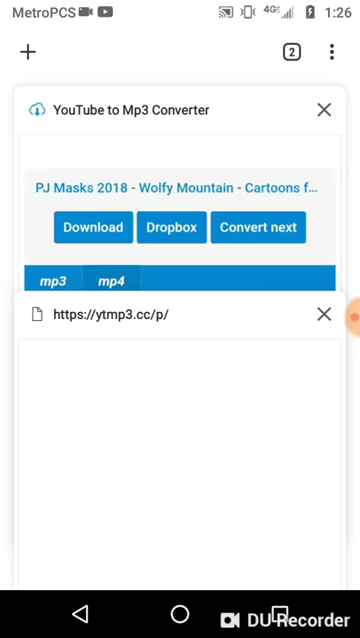 MetroPCS 4G 1:26
2
YouTube to Mp3 Converter
PJ Masks 2018 - Wolfy Mountain - Cartoons f...
Download Dropbox Convert next
mp3 mp4
https://ytmp3.cc/p/
DU Recorder